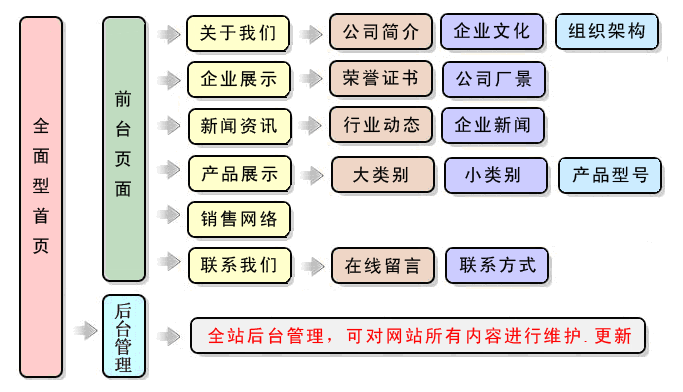 全面型首页
前台页面
关于我们
公司简介
企业文化
组织架构
企业展示
荣誉证书
公司厂景
新闻资讯
行业动态
企业新闻
产品展示
大类别
小类别
产品型号
销售网络
联系我们
在线留言
联系方式
后台管理
全站后台管理，可对网站所有内容进行维护.更新